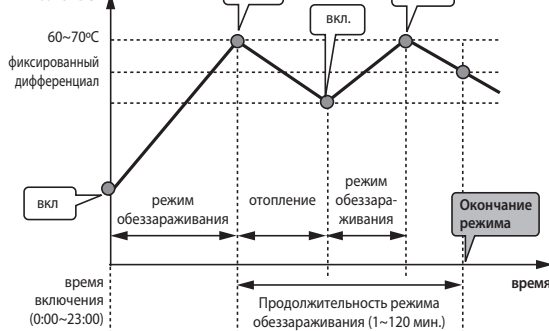 вкл.
60~70ºC
фиксированный
дифференциал
вкл
режим
обеззараживания
отопление
режим
обеззара-
живания
Окончание
режима
время
время
включения
(0:00~23:00)
Продолжительность режима
обеззараживания (1~120 мин.)